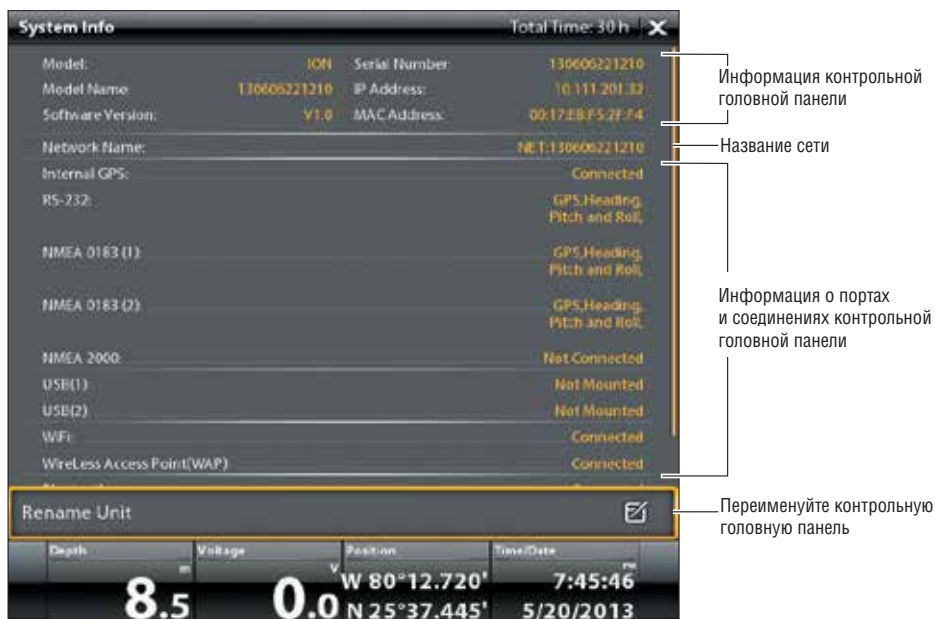 System Info Total Time: 30 h X
Model: ION Serial Number: 130606221210
Model Name: 130606221210 IP Address: 10.111.201.32
Software Version: V1.0 MAC Address:
Network Name: NET:130606221210
Internal GPS: Connected
RS-232: GPS,Heading,
Pitch and Roll,
NMEA 0183 (1): GPS,Heading,
Pitch and Roll,
NMEA 0183 (2): GPS,Heading,
Pitch and Roll,
NMEA 2000: Not Connected
USB(1) Not Mounted
USB(2) Not Mounted
WiFi: Connected
WireLess Access Point(WAP) Connected
Rename Unit
Depth Voltage Position Time/Date
8.5 m 0.0 V W 80°12.720' 7:45:46 PM
N 25°37.445' 5/20/2013
Информация контрольной
головной панели
Название сети
Информация о портах
и соединениях контрольной
головной панели
Переименуйте контрольную
головную панель